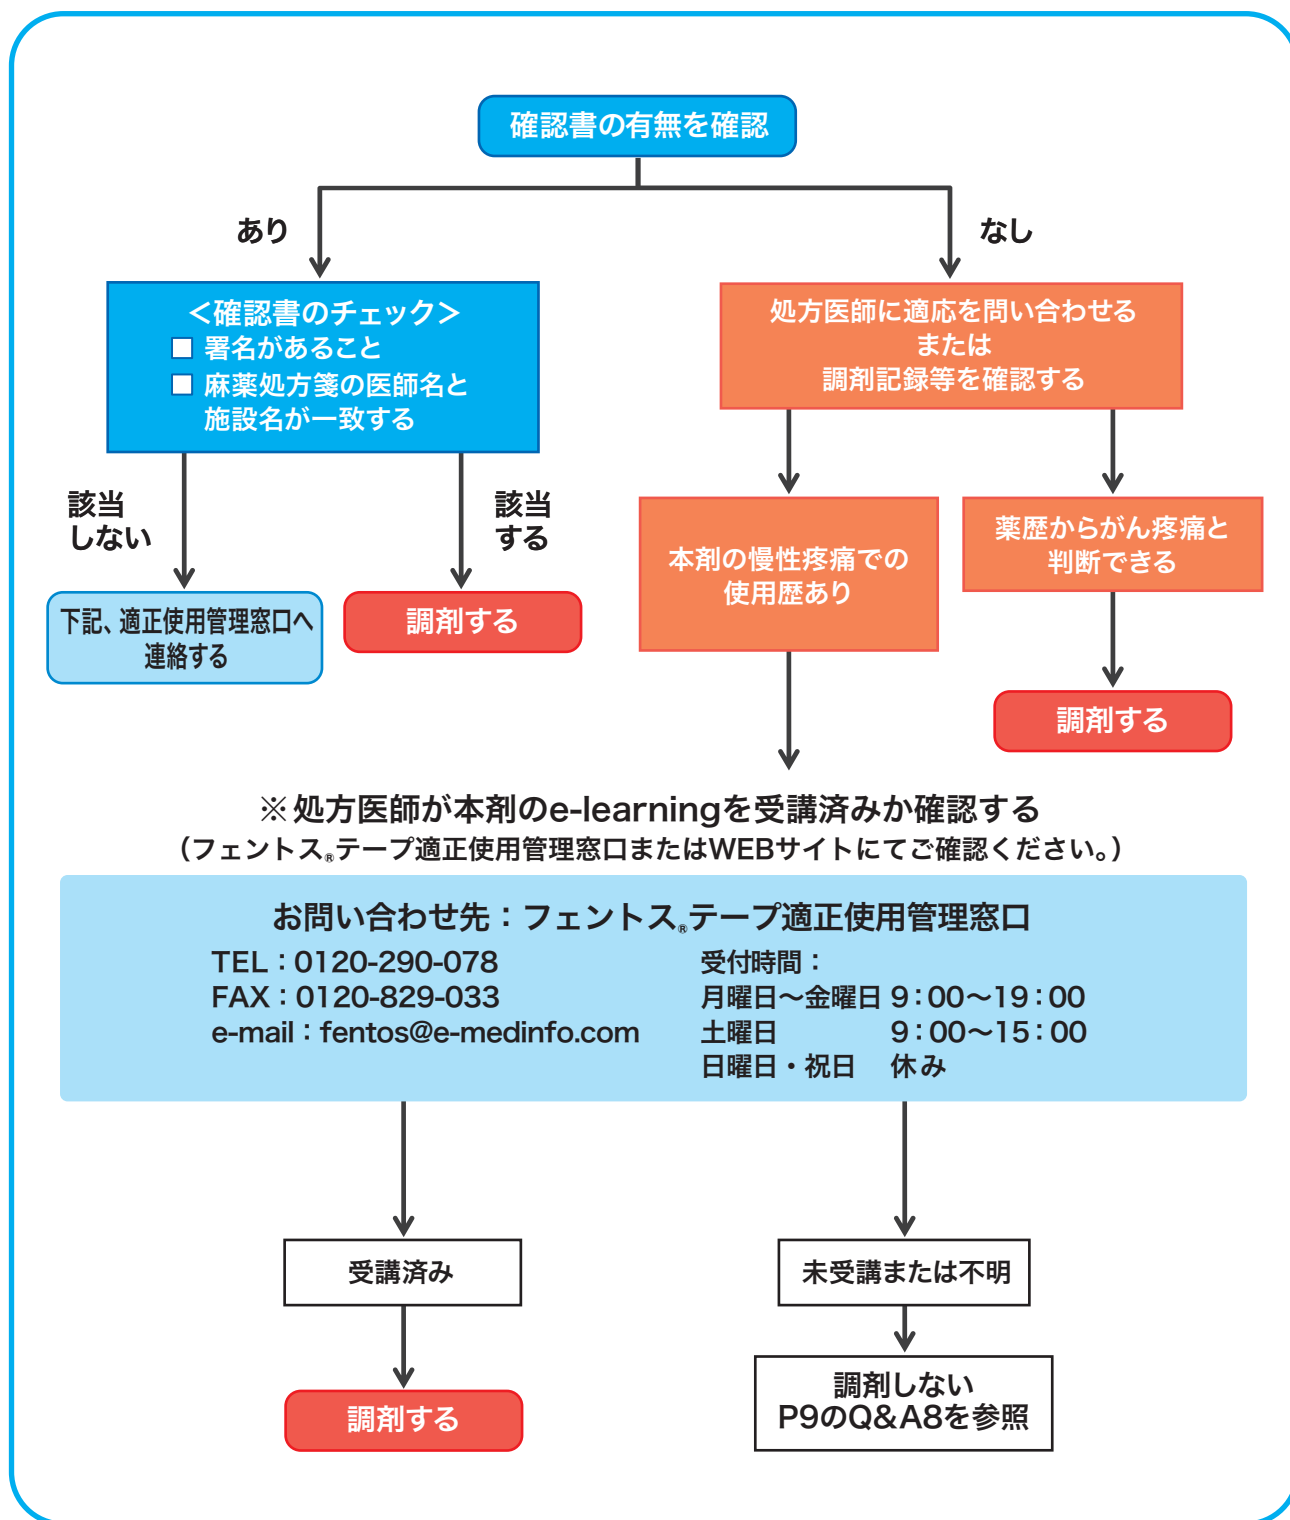 確認書の有無を確認
あり
なし
＜確認書のチェック＞
□ 署名があること
□ 麻薬処方箋の医師名と
施設名が一致する
処方医師に適応を問い合わせる
または
調剤記録等を確認する
該当
しない
該当
する
本剤の慢性疼痛での
使用歴あり
薬歴からがん疼痛と
判断できる
下記、適正使用管理窓口へ
連絡する
調剤する
調剤する
※処方医師が本剤のe-learningを受講済みか確認する
（フェントス®テープ適正使用管理窓口またはWEBサイトにてご確認ください。）
お問い合わせ先：フェントス®テープ適正使用管理窓口
TEL：0120-290-078
FAX：0120-829-033
e-mail：fentos@e-medinfo.com
受付時間：
月曜日〜金曜日 9：00〜19：00
土曜日 9：00〜15：00
日曜日・祝日 休み
受講済み
未受講または不明
調剤する
調剤しない
P9のQ&A8を参照